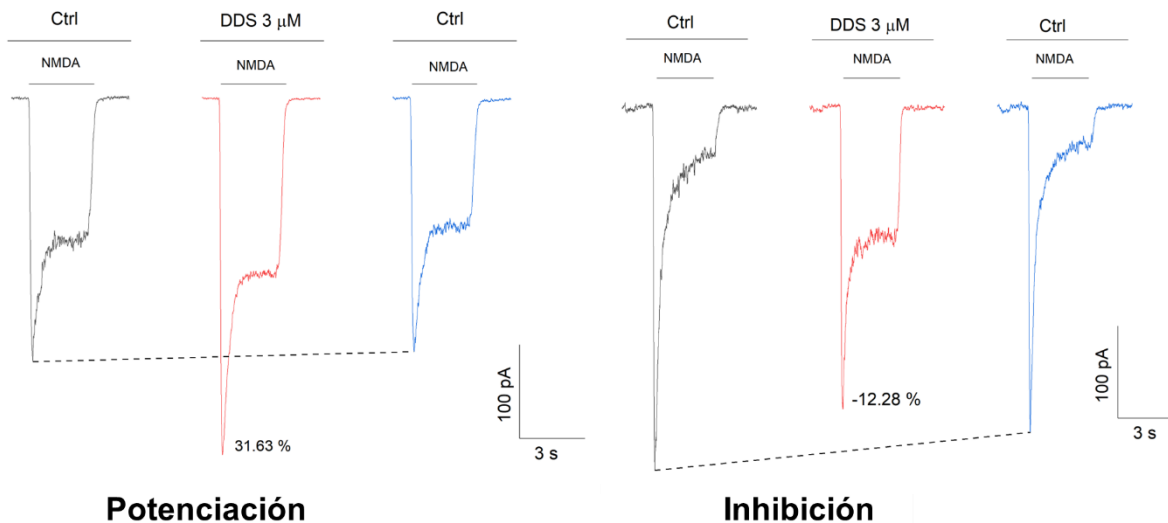 Ctrl
DDS 3 μM
Ctrl
NMDA
NMDA
NMDA
31.63 %
100 pA
3 s
Potenciación
Ctrl
DDS 3 μM
Ctrl
NMDA
NMDA
NMDA
-12.28 %
100 pA
3 s
Inhibición